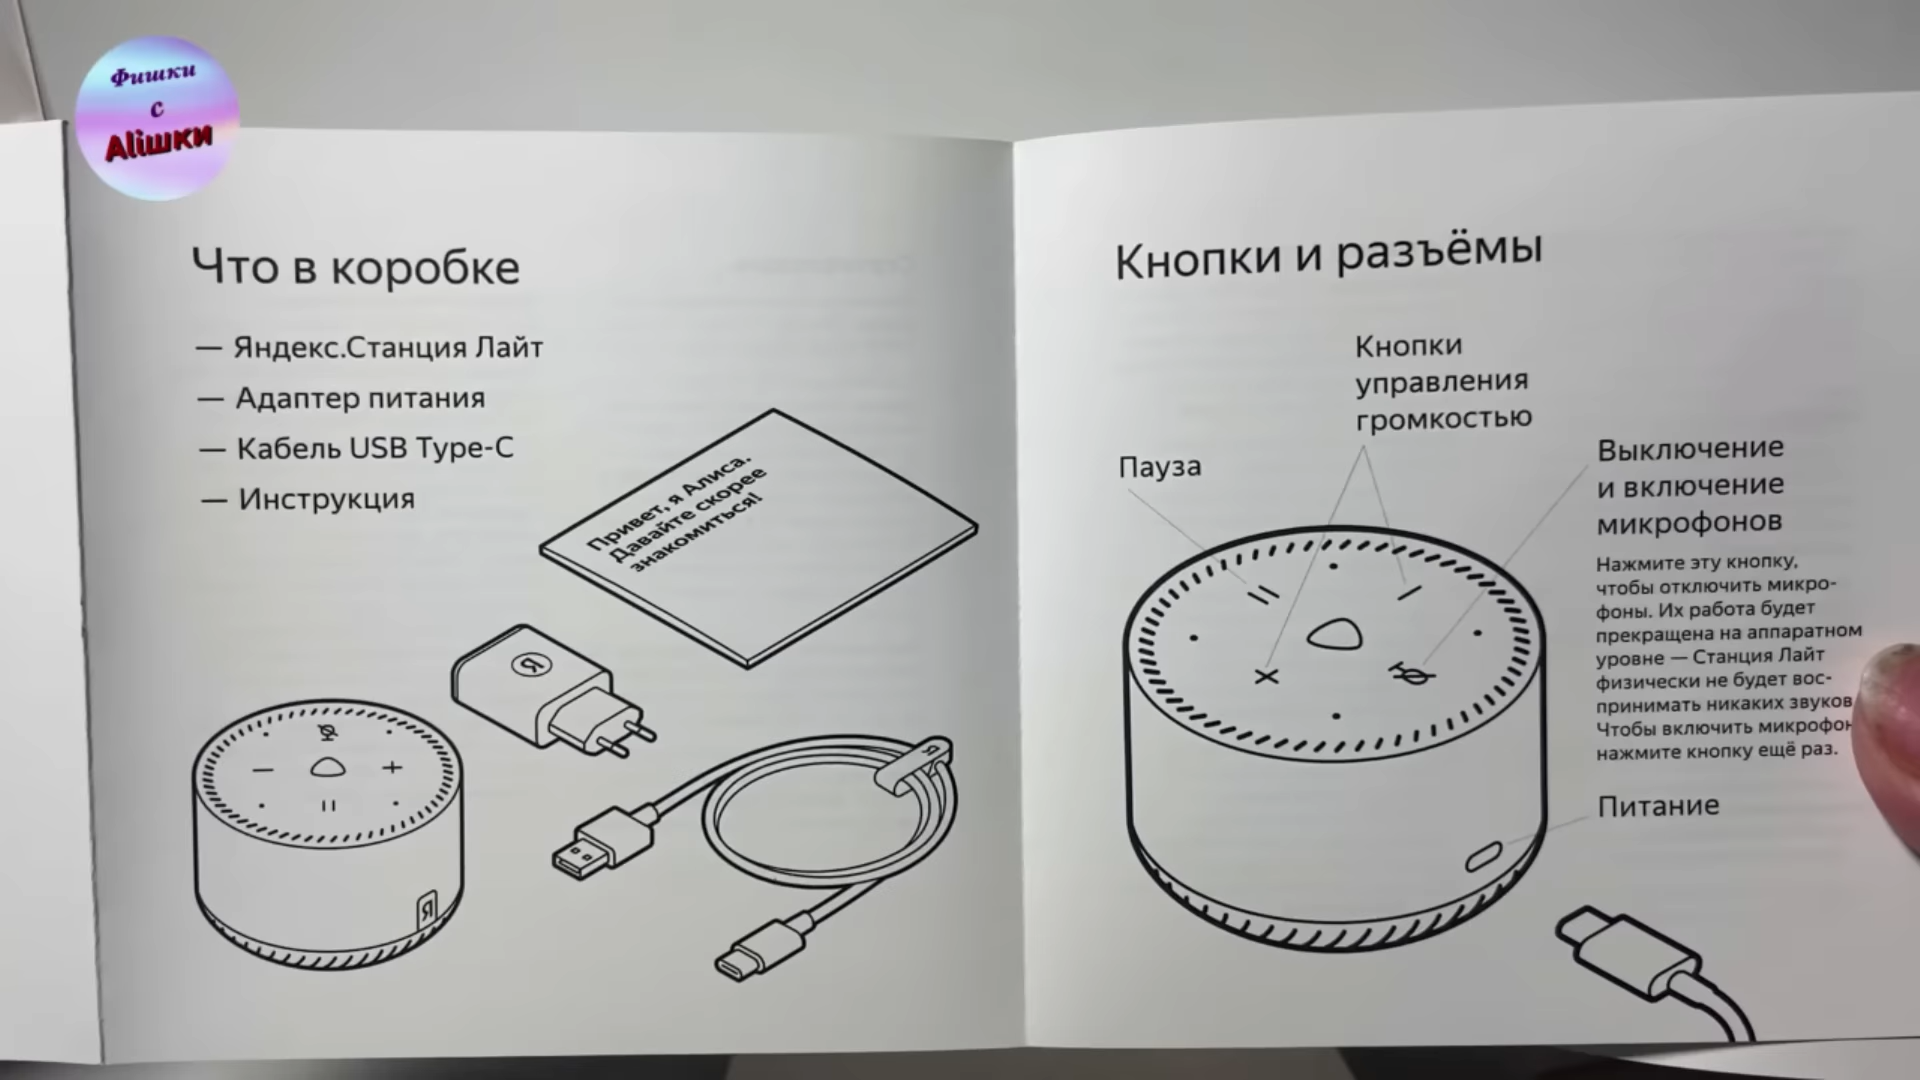 Фишки
с
Aliшки
Что в коробке
— Яндекс.Станция Лайт
— Адаптер питания
— Кабель USB Type-C
— Инструкция
Привет, я Алиса.
Давайте скорее
знакомиться!
Я
Я
Я
Кнопки и разъёмы
Кнопки
управления
громкостью
Пауза
Выключение
и включение
микрофонов
Нажмите эту кнопку,
чтобы отключить микро-
фоны. Их работа будет
прекращена на аппаратном
уровне — Станция Лайт
физически не будет вос-
принимать никаких звуков
Чтобы включить
нажмите кнопку ещё раз.
Питание